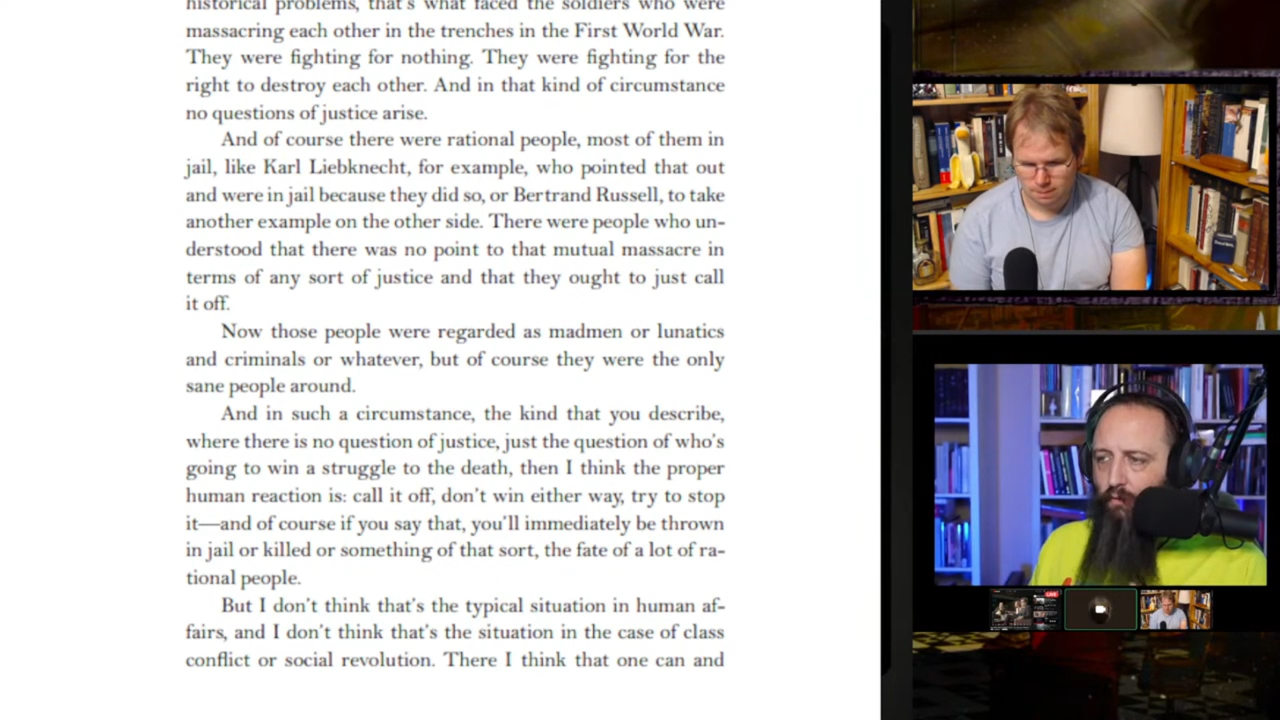 historical problems, that's what faced the soldiers who were
massacring each other in the trenches in the First World War.
They were fighting for nothing. They were fighting for the
right to destroy each other. And in that kind of circumstance
no questions of justice arise.
And of course there were rational people, most of them in
jail, like Karl Liebknecht, for example, who pointed that out
and were in jail because they did so, or Bertrand Russell, to take
another example on the other side. There were people who un-
derstood that there was no point to that mutual massacre in
terms of any sort of justice and that they ought to just call
it off.
Now those people were regarded as madmen or lunatics
and criminals or whatever, but of course they were the only
sane people around.
And in such a circumstance, the kind that you describe,
where there is no question of justice, just the question of who's
going to win a struggle to the death, then I think the proper
human reaction is: call it off, don't win either way, try to stop
it—and of course if you say that, you'll immediately be thrown
in jail or killed or something of that sort, the fate of a lot of ra-
tional people.
But I don't think that's the typical situation in human af-
fairs, and I don't think that's the situation in the case of class
conflict or social revolution. There I think that one can and